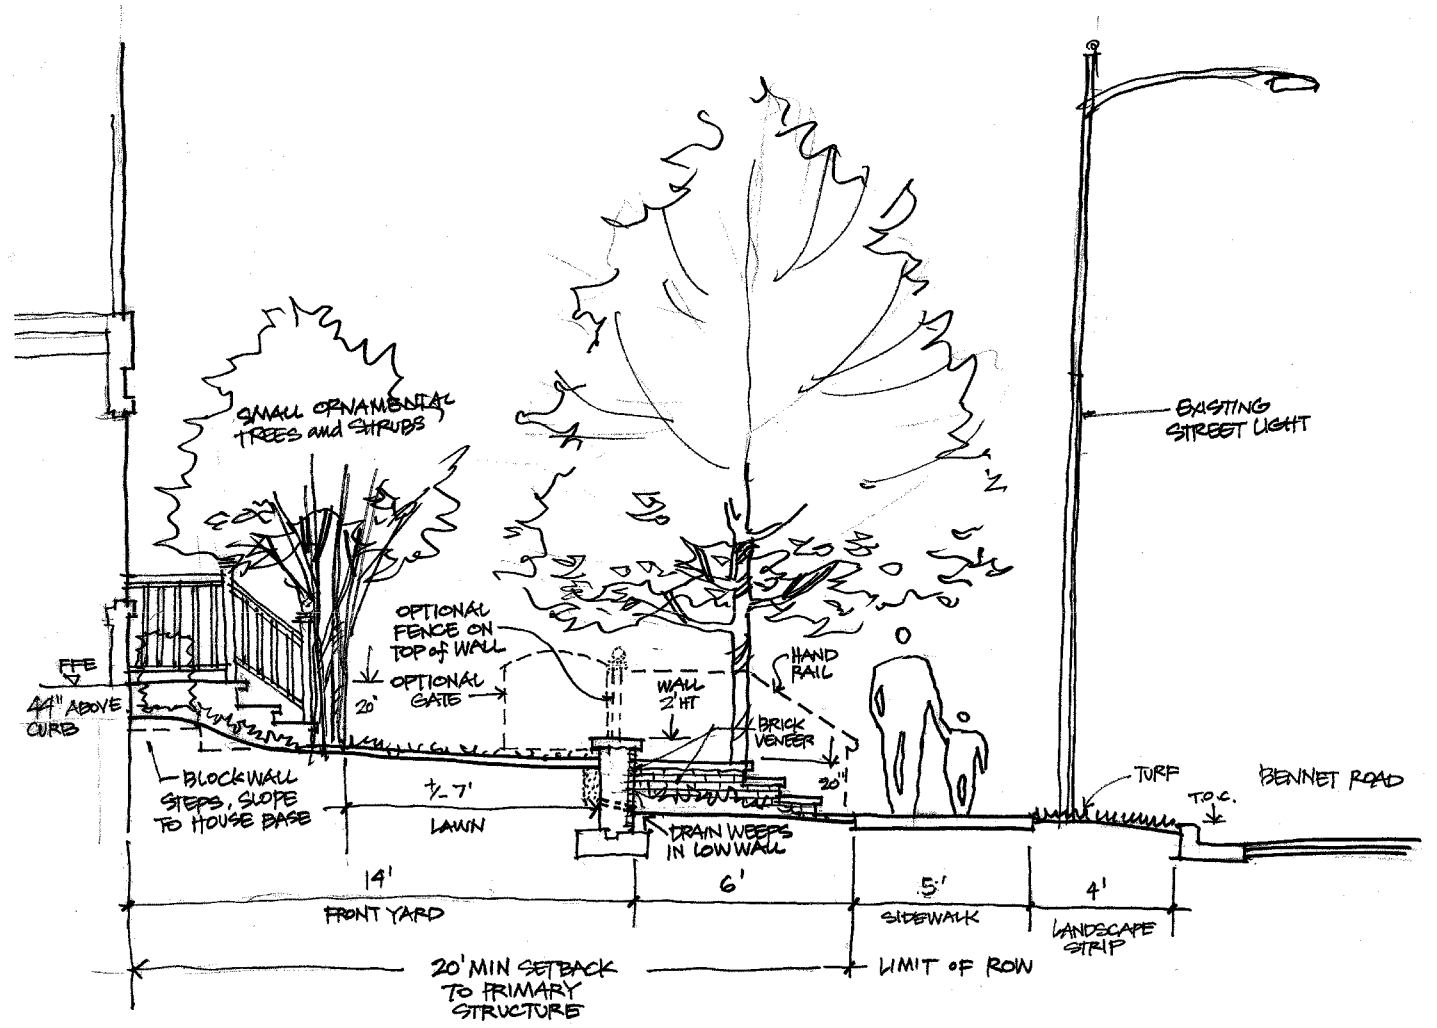 SMALL ORNAMENTAL
TREES and SHRUBS
EXISTING
STREET LIGHT
OPTIONAL
FENCE ON
TOP of WALL
OPTIONAL
GATE
20"
WALL
2' HT
HAND
RAIL
BRICK
VENEER
20"
FFE
44" ABOVE
CURB
BLOCK WALL
STEPS, SLOPE
TO HOUSE BASE
+/- 7'
LAWN
DRAIN WEEPS
IN LOW WALL
TURF
T.O.C.
BENNET ROAD
14'
FRONT YARD
6'
5'
SIDEWALK
4'
LANDSCAPE
STRIP
20' MIN SETBACK
TO PRIMARY
STRUCTURE
LIMIT OF ROW